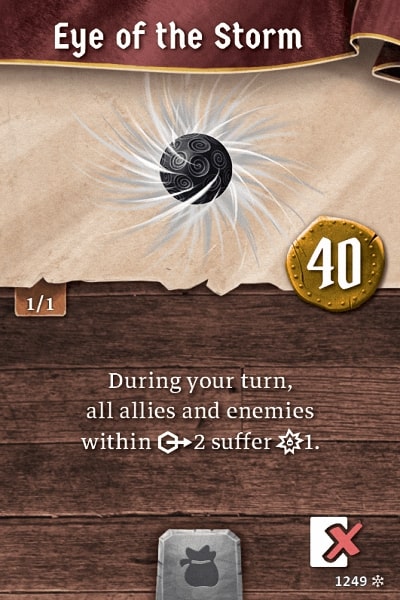 Eye of the Storm
40
1/1
During your turn,
all allies and enemies
within 2 suffer 1.
1249